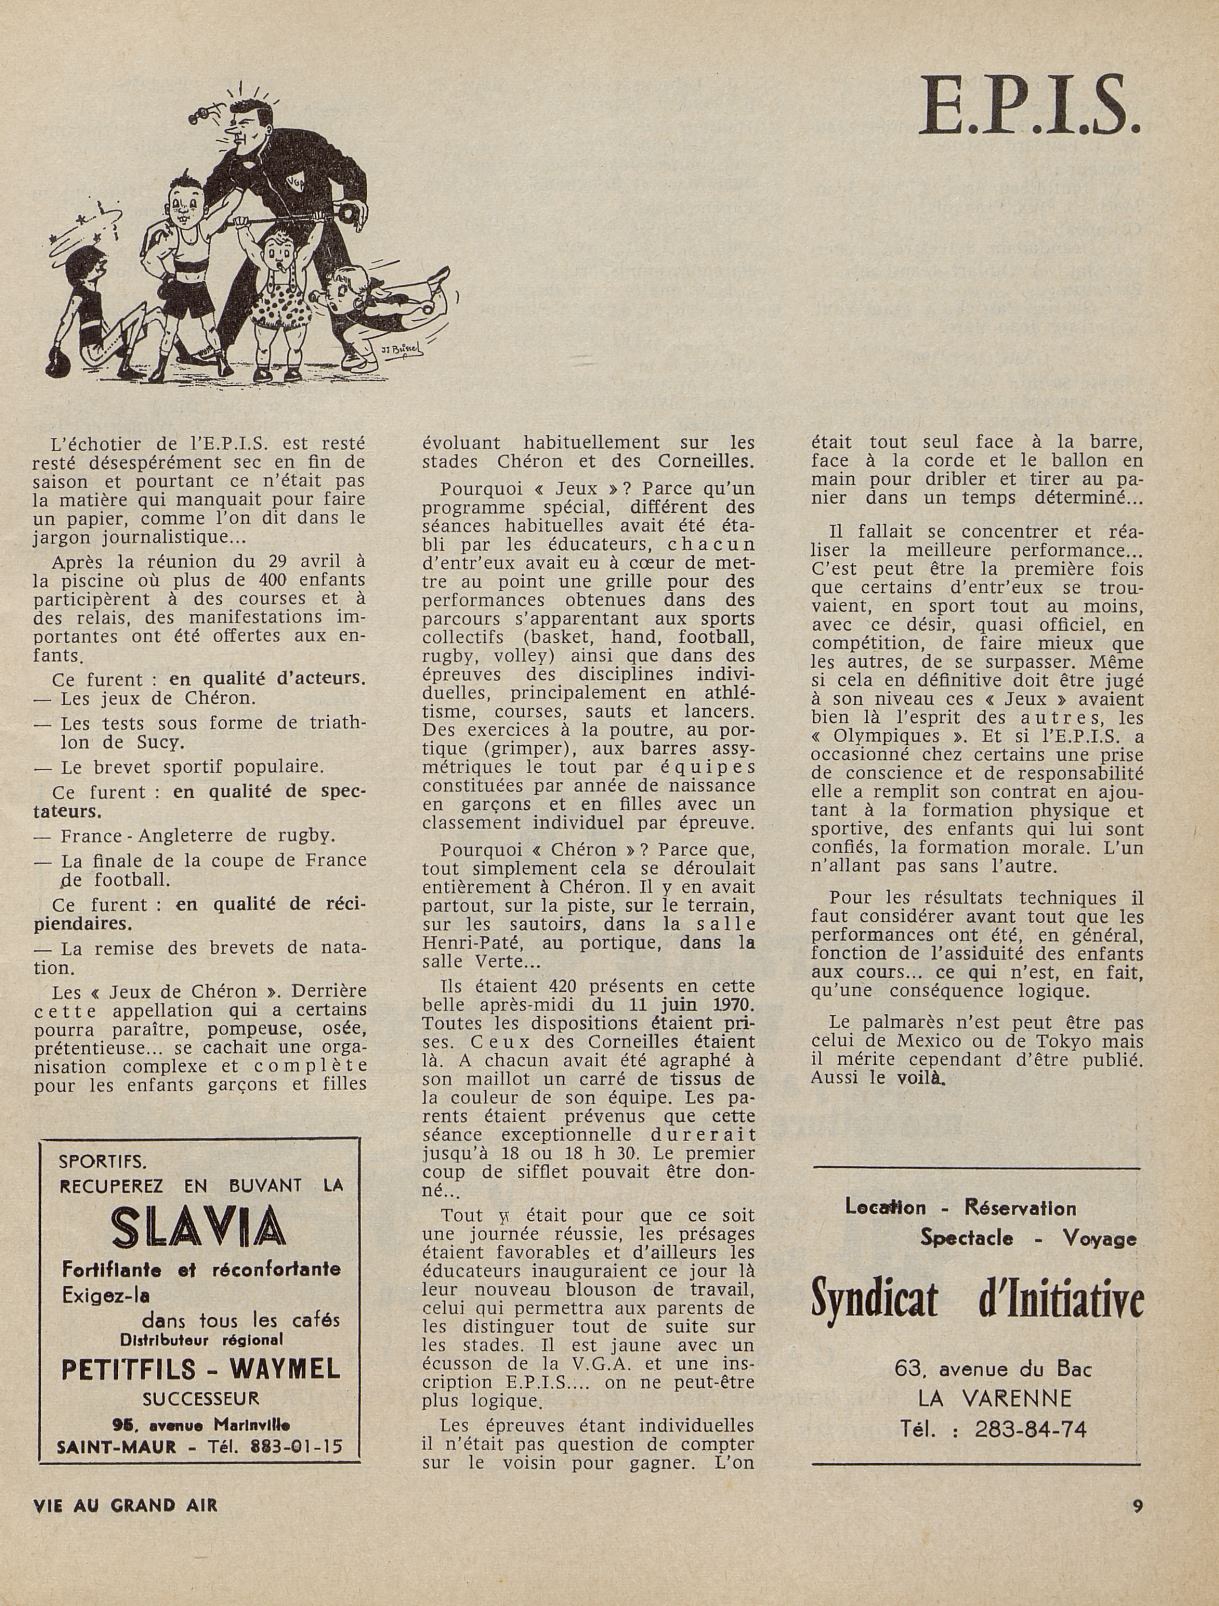 E.P.I.S.
VGA
JJ Brissel
L'échotier de l'E.P.I.S. est resté
resté désespérément sec en fin de
saison et pourtant ce n'était pas
la matière qui manquait pour faire
un papier, comme l'on dit dans le
jargon journalistique...
Après la réunion du 29 avril à
la piscine où plus de 400 enfants
participèrent à des courses et à
des relais, des manifestations im-
portantes ont été offertes aux en-
fants.
Ce furent : en qualité d'acteurs.
— Les jeux de Chéron.
— Les tests sous forme de triath-
lon de Sucy.
— Le brevet sportif populaire.
Ce furent : en qualité de spec-
tateurs.
— France - Angleterre de rugby.
— La finale de la coupe de France
de football.
Ce furent : en qualité de réci-
piendaires.
— La remise des brevets de nata-
tion.
Les « Jeux de Chéron ». Derrière
cette appellation qui a certains
pourra paraître, pompeuse, osée,
prétentieuse... se cachait une orga-
nisation complexe et complète
pour les enfants garçons et filles
évoluant habituellement sur les
stades Chéron et des Corneilles.
Pourquoi « Jeux » ? Parce qu'un
programme spécial, différent des
séances habituelles avait été éta-
bli par les éducateurs, chacun
d'entr'eux avait eu à cœur de met-
tre au point une grille pour des
performances obtenues dans des
parcours s'apparentant aux sports
collectifs (basket, hand, football,
rugby, volley) ainsi que dans des
épreuves des disciplines indivi-
duelles, principalement en athlé-
tisme, courses, sauts et lancers.
Des exercices à la poutre, au por-
tique (grimper), aux barres assy-
métriques le tout par équipes
constituées par année de naissance
en garçons et en filles avec un
classement individuel par épreuve.
Pourquoi « Chéron » ? Parce que,
tout simplement cela se déroulait
entièrement à Chéron. Il y en avait
partout, sur la piste, sur le terrain,
sur les sautoirs, dans la salle
Henri-Paté, au portique, dans la
salle Verte...
Ils étaient 420 présents en cette
belle après-midi du 11 juin 1970.
Toutes les dispositions étaient pri-
ses. Ceux des Corneilles étaient
là. A chacun avait été agraphé à
son maillot un carré de tissus de
la couleur de son équipe. Les pa-
rents étaient prévenus que cette
séance exceptionnelle durerait
jusqu'à 18 ou 18 h 30. Le premier
coup de sifflet pouvait être don-
né...
Tout y était pour que ce soit
une journée réussie, les présages
étaient favorables et d'ailleurs les
éducateurs inauguraient ce jour là
leur nouveau blouson de travail,
celui qui permettra aux parents de
les distinguer tout de suite sur
les stades. Il est jaune avec un
écusson de la V.G.A. et une ins-
cription E.P.I.S.... on ne peut-être
plus logique.
Les épreuves étant individuelles
il n'était pas question de compter
sur le voisin pour gagner. L'on
était tout seul face à la barre,
face à la corde et le ballon en
main pour dribler et tirer au pa-
nier dans un temps déterminé...
Il fallait se concentrer et réa-
liser la meilleure performance...
C'est peut être la première fois
que certains d'entr'eux se trou-
vaient, en sport tout au moins,
avec ce désir, quasi officiel, en
compétition, de faire mieux que
les autres, de se surpasser. Même
si cela en définitive doit être jugé
à son niveau ces « Jeux » avaient
bien là l'esprit des autres, les
« Olympiques ». Et si l'E.P.I.S. a
occasionné chez certains une prise
de conscience et de responsabilité
elle a remplit son contrat en ajou-
tant à la formation physique et
sportive, des enfants qui lui sont
confiés, la formation morale. L'un
n'allant pas sans l'autre.
Pour les résultats techniques il
faut considérer avant tout que les
performances ont été, en général,
fonction de l'assiduité des enfants
aux cours... ce qui n'est, en fait,
qu'une conséquence logique.
Le palmarès n'est peut être pas
celui de Mexico ou de Tokyo mais
il mérite cependant d'être publié.
Aussi le voilà.
SPORTIFS.
RECUPEREZ EN BUVANT LA
SLAVIA
Fortifiante et réconfortante
Exigez-la
dans tous les cafés
Distributeur régional
PETITFILS - WAYMEL
SUCCESSEUR
95, avenue Marinville
SAINT-MAUR - Tél. 883-01-15
Location - Réservation
Spectacle - Voyage
Syndicat d'Initiative
63, avenue du Bac
LA VARENNE
Tél. : 283-84-74
VIE AU GRAND AIR
9